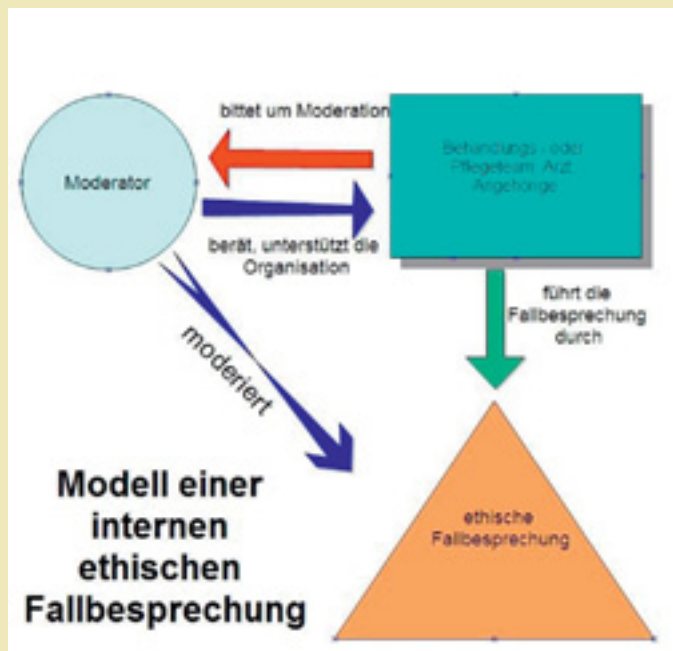 bittet um Moderation
Moderator
Behandlungs - oder
Pflegeteam, Arzt,
Angehörige
berät, unterstützt die
Organisation
führt die
Fallbesprechung
durch
moderiert
ethische
Fallbesprechung
Modell einer
internen
ethischen
Fallbesprechung